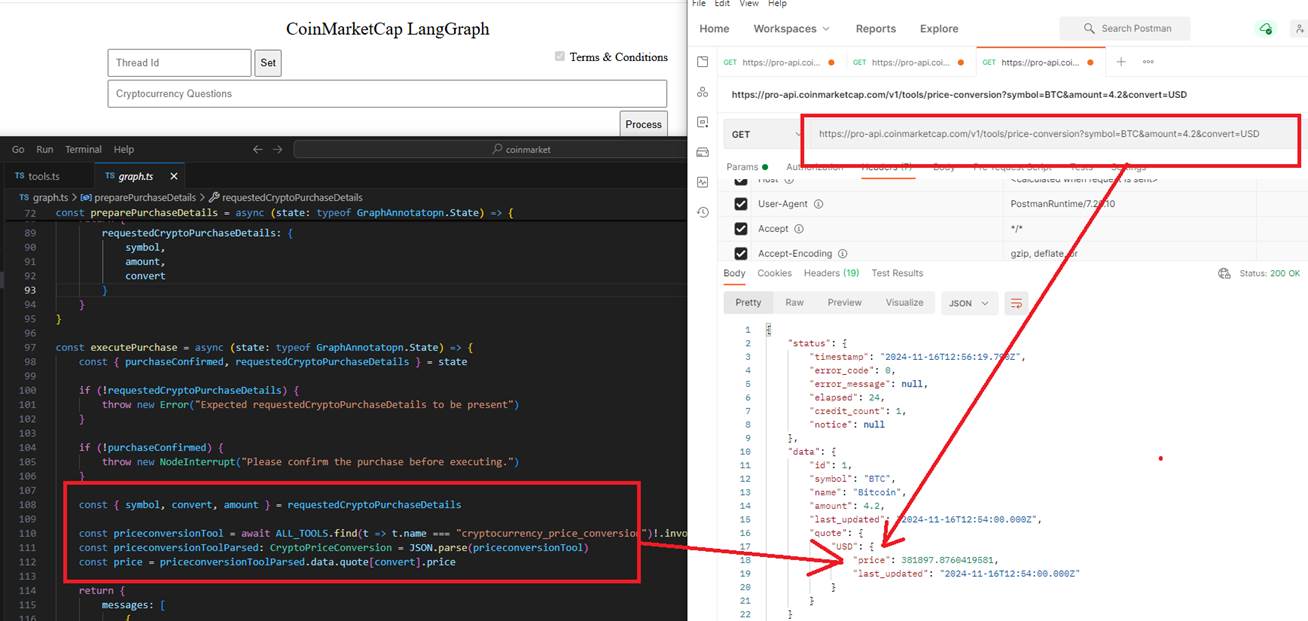 CoinMarketCap LangGraph
Thread Id
Set
Terms & Conditions
Cryptocurrency Questions
Process
Go Run Terminal Help
coinmarket
TS tools.ts
TS graph.ts
TS graph.ts > preparePurchaseDetails > requestedCryptoPurchaseDetails
72 const preparePurchaseDetails = async (state: typeof GraphAnnotatopn.State) => {
89 requestedCryptoPurchaseDetails: {
90 symbol,
91 amount,
92 convert
93 }
94 }
95 }
96
97 const executePurchase = async (state: typeof GraphAnnotatopn.State) => {
98 const { purchaseConfirmed, requestedCryptoPurchaseDetails } = state
99
100 if (!requestedCryptoPurchaseDetails) {
101 throw new Error("Expected requestedCryptoPurchaseDetails to be present")
102 }
103
104 if (!purchaseConfirmed) {
105 throw new NodeInterrupt("Please confirm the purchase before executing.")
106 }
107
108 const { symbol, convert, amount } = requestedCryptoPurchaseDetails
109
110 const priceconversionTool = await ALL_TOOLS.find(t => t.name === "cryptocurrency_price_conversion")!.invo
111 const priceconversionToolParsed: CryptoPriceConversion = JSON.parse(priceconversionTool)
112 const price = priceconversionToolParsed.data.quote[convert].price
113
114 return {
115 messages: [
116 {
File Edit View Help
Home Workspaces Reports Explore
Search Postman
GET https://pro-api.coi... GET https://pro-api.coi... GET https://pro-api.coi...
https://pro-api.coinmarketcap.com/v1/tools/price-conversion?symbol=BTC&amount=4.2&convert=USD
GET https://pro-api.coinmarketcap.com/v1/tools/price-conversion?symbol=BTC&amount=4.2&convert=USD
Params Authorization Headers (7) Body Pre-request Script Tests Settings
Host <calculated when request is sent>
User-Agent
Accept */*
Accept-Encoding gzip, deflate, br
Body Cookies Headers (19) Test Results
Status: 200 OK
Pretty Raw Preview Visualize JSON
1 {
2 "status": {
3 "timestamp":
4 "error_code": 0,
5 "error_message": null,
6 "elapsed": 24,
7 "credit_count": 1,
8 "notice": null
9 },
10 "data": {
11 "id": 1,
12 "symbol": "BTC",
13 "name": "Bitcoin",
14 "amount": 4.2,
15 "last_updated": "2024-11-16T12:54:00.000Z",
16 "quote": {
17 "USD": {
18 "price": 381897.8760419581,
19 "last_updated": "2024-11-16T12:54:00.000Z"
20 }
21 }
22 }